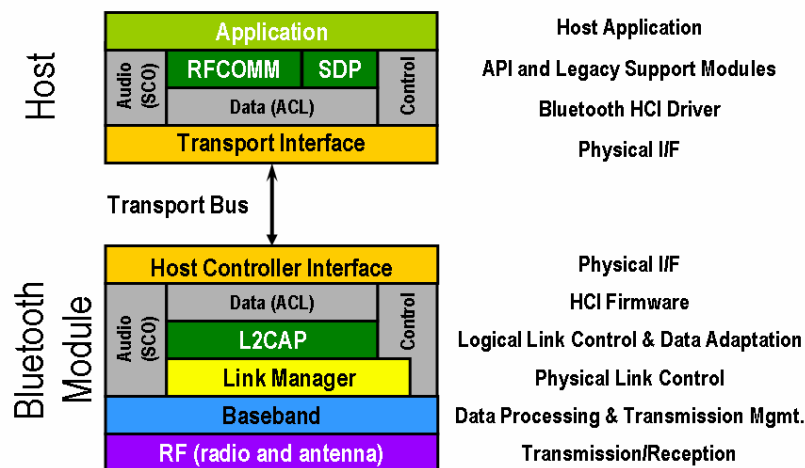 Host
Application
Host Application
Audio (SCO)
RFCOMM
SDP
Control
API and Legacy Support Modules
Data (ACL)
Bluetooth HCI Driver
Transport Interface
Physical I/F
Transport Bus
Bluetooth
Module
Host Controller Interface
Physical I/F
Audio (SCO)
Data (ACL)
Control
HCI Firmware
L2CAP
Logical Link Control & Data Adaptation
Link Manager
Physical Link Control
Baseband
Data Processing & Transmission Mgmt.
RF (radio and antenna)
Transmission/Reception